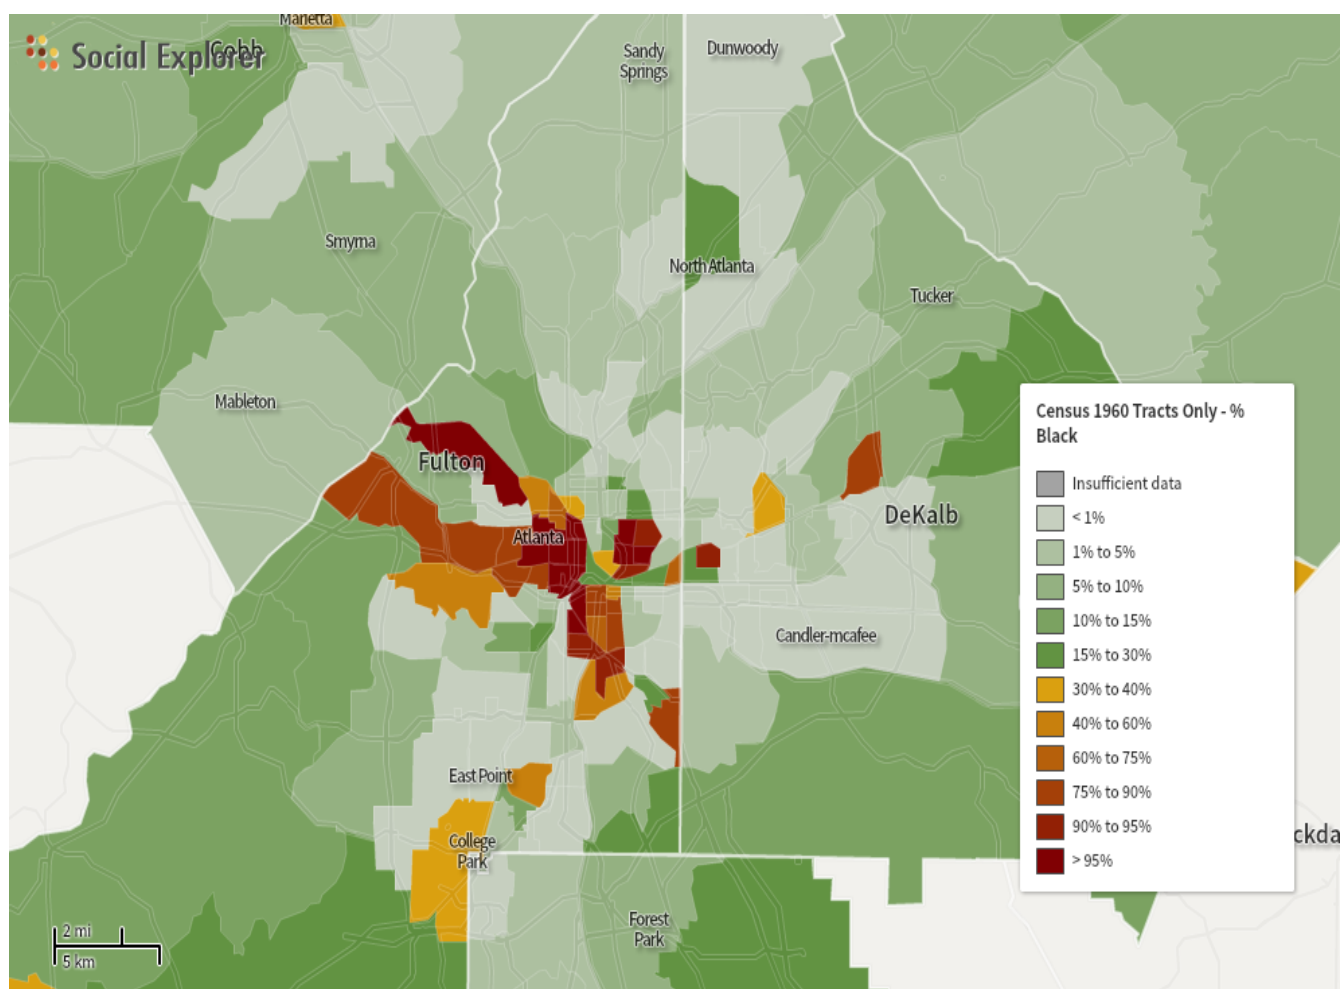 Marietta
Cobb
Social Explorer
Sandy
Springs
Dunwoody
Smyrna
North Atlanta
Tucker
Mableton
Fulton
Atlanta
DeKalb
Candler-mcafee
East Point
College
Park
Forest
Park
ckda
2 mi
5 km
Census 1960 Tracts Only - %
Black
Insufficient data
< 1%
1% to 5%
5% to 10%
10% to 15%
15% to 30%
30% to 40%
40% to 60%
60% to 75%
75% to 90%
90% to 95%
> 95%